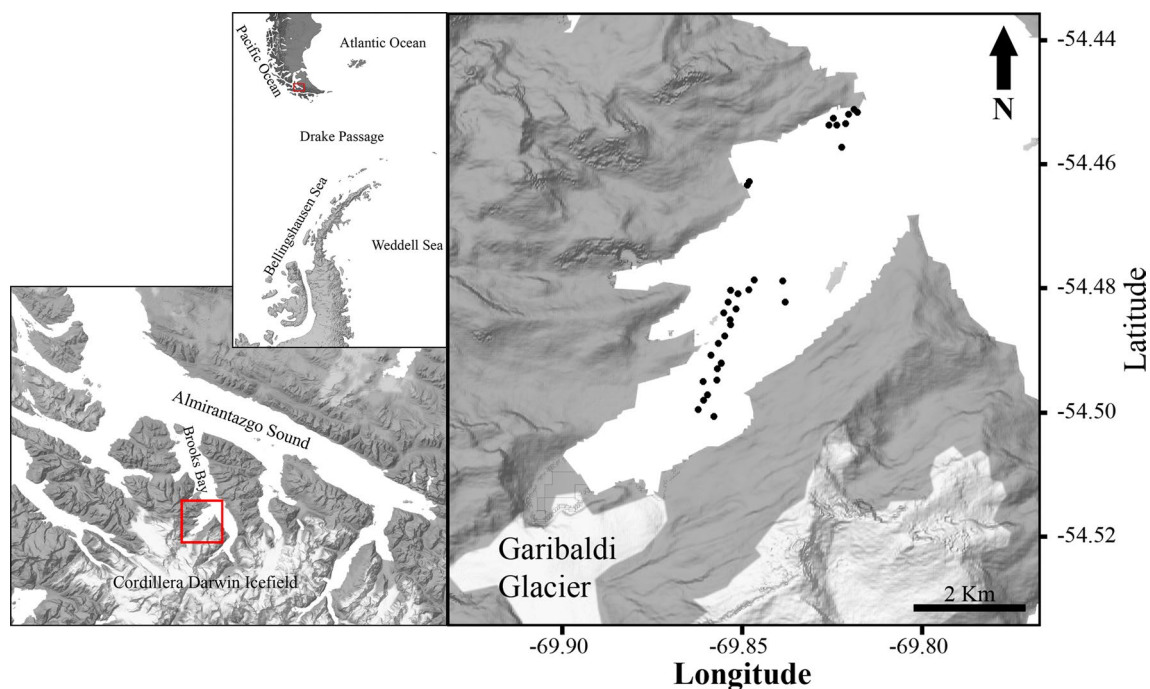 Pacific Ocean
Atlantic Ocean
Drake Passage
Bellingshausen Sea
Weddell Sea
Almirantazgo Sound
Brooks Bay
Cordillera Darwin Icefield
N
Garibaldi
Glacier
2 Km
-54.44
-54.46
-54.48
-54.50
-54.52
Latitude
-69.90
-69.85
-69.80
Longitude